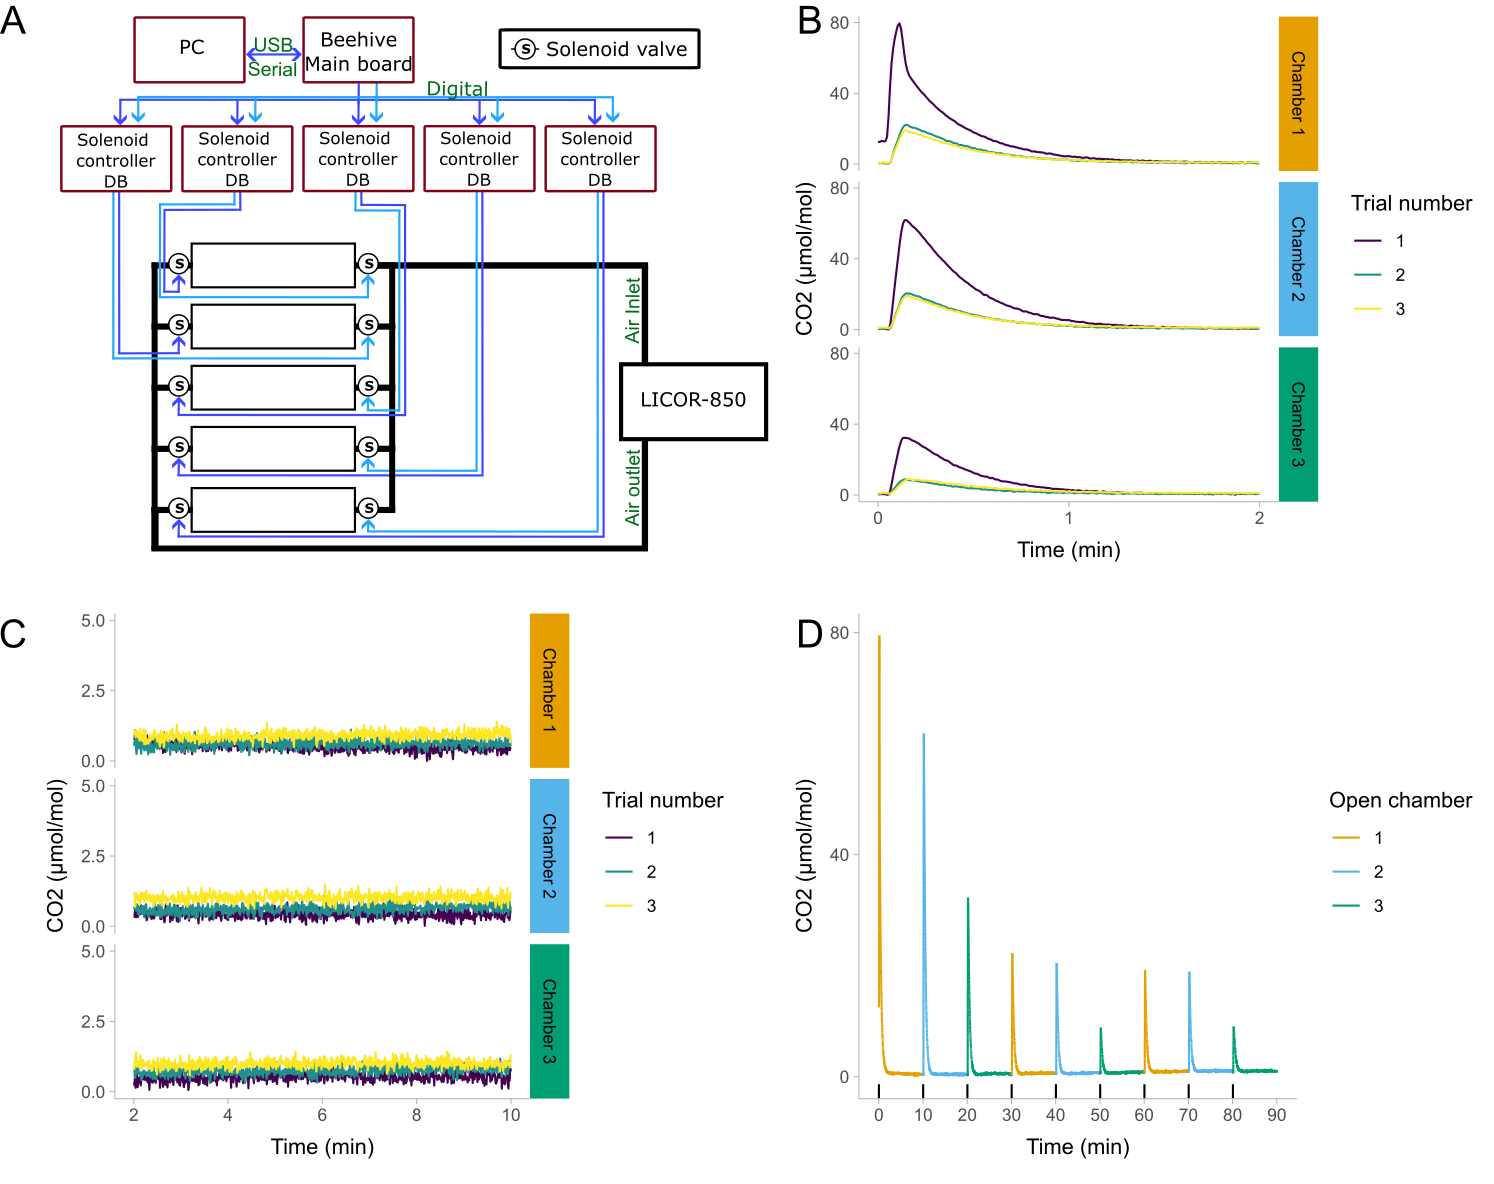 A
PC
USB
Serial
Beehive
Main board
S Solenoid valve
Digital
Solenoid
controller
DB
Solenoid
controller
DB
Solenoid
controller
DB
Solenoid
controller
DB
Solenoid
controller
DB
S
S
S
S
S
S
S
S
S
S
Air Inlet
LICOR-850
Air outlet
B
CO2 (µmol/mol)
80
40
0
Chamber 1
80
40
0
Chamber 2
80
40
0
Chamber 3
0
1
2
Time (min)
Trial number
1
2
3
C
CO2 (µmol/mol)
5.0
2.5
0.0
Chamber 1
5.0
2.5
0.0
Chamber 2
5.0
2.5
0.0
Chamber 3
2
4
6
8
10
Time (min)
Trial number
1
2
3
D
CO2 (µmol/mol)
80
40
0
0
10
20
30
40
50
60
70
80
90
Time (min)
Open chamber
1
2
3